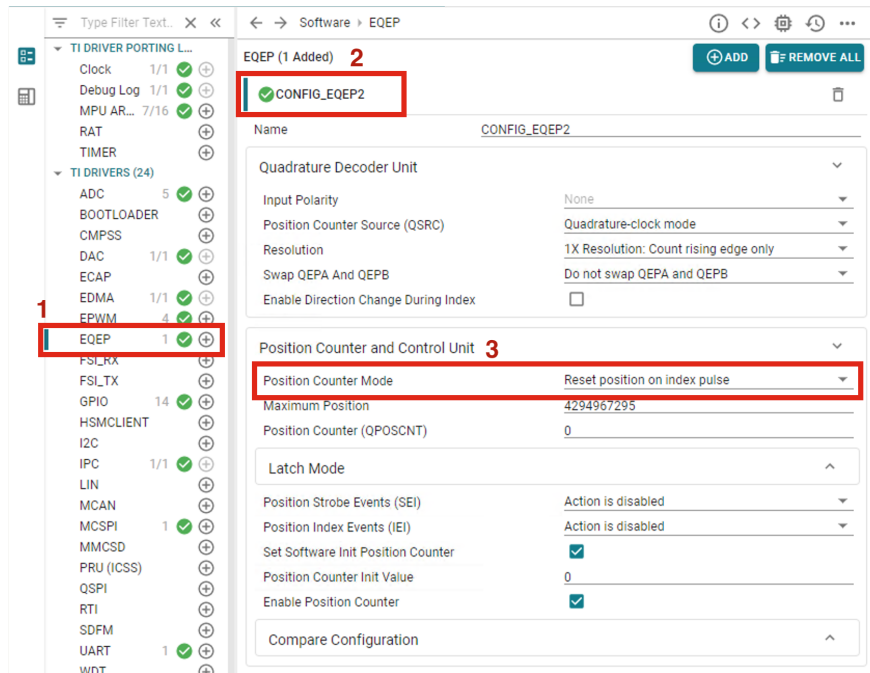 Type Filter Text..
Software > EQEP
TI DRIVER PORTING L...
Clock 1/1
Debug Log 1/1
MPU AR... 7/16
RAT
TIMER
TI DRIVERS (24)
ADC 5
BOOTLOADER
CMPSS
DAC 1/1
ECAP
EDMA 1/1
EPWM 4
1
EQEP 1
FSI_RX
FSI_TX
GPIO 14
HSMCLIENT
I2C
IPC 1/1
LIN
MCAN
MCSPI 1
MMCSD
PRU (ICSS)
QSPI
RTI
SDFM
UART 1
WDT
EQEP (1 Added) 2
ADD
REMOVE ALL
CONFIG_EQEP2
Name CONFIG_EQEP2
Quadrature Decoder Unit
Input Polarity None
Position Counter Source (QSRC) Quadrature-clock mode
Resolution 1X Resolution: Count rising edge only
Swap QEPA And QEPB Do not swap QEPA and QEPB
Enable Direction Change During Index
Position Counter and Control Unit 3
Position Counter Mode Reset position on index pulse
Maximum Position 4294967295
Position Counter (QPOSCNT) 0
Latch Mode
Position Strobe Events (SEI) Action is disabled
Position Index Events (IEI) Action is disabled
Set Software Init Position Counter
Position Counter Init Value 0
Enable Position Counter
Compare Configuration